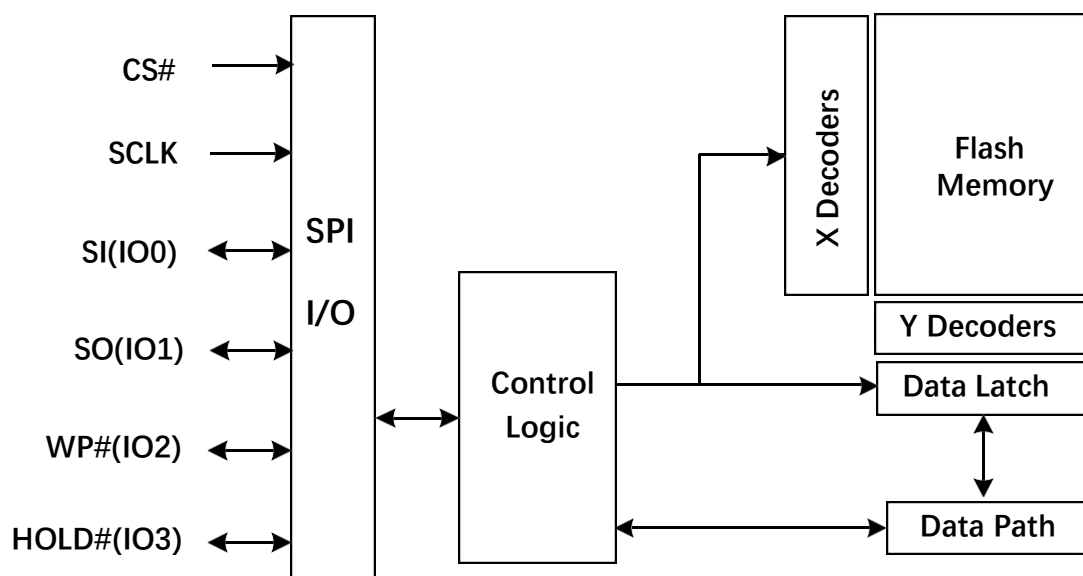 CS#
SCLK
SI(IO0)
SO(IO1)
WP#(IO2)
HOLD#(IO3)
SPI
I/O
Control
Logic
X Decoders
Flash
Memory
Y Decoders
Data Latch
Data Path